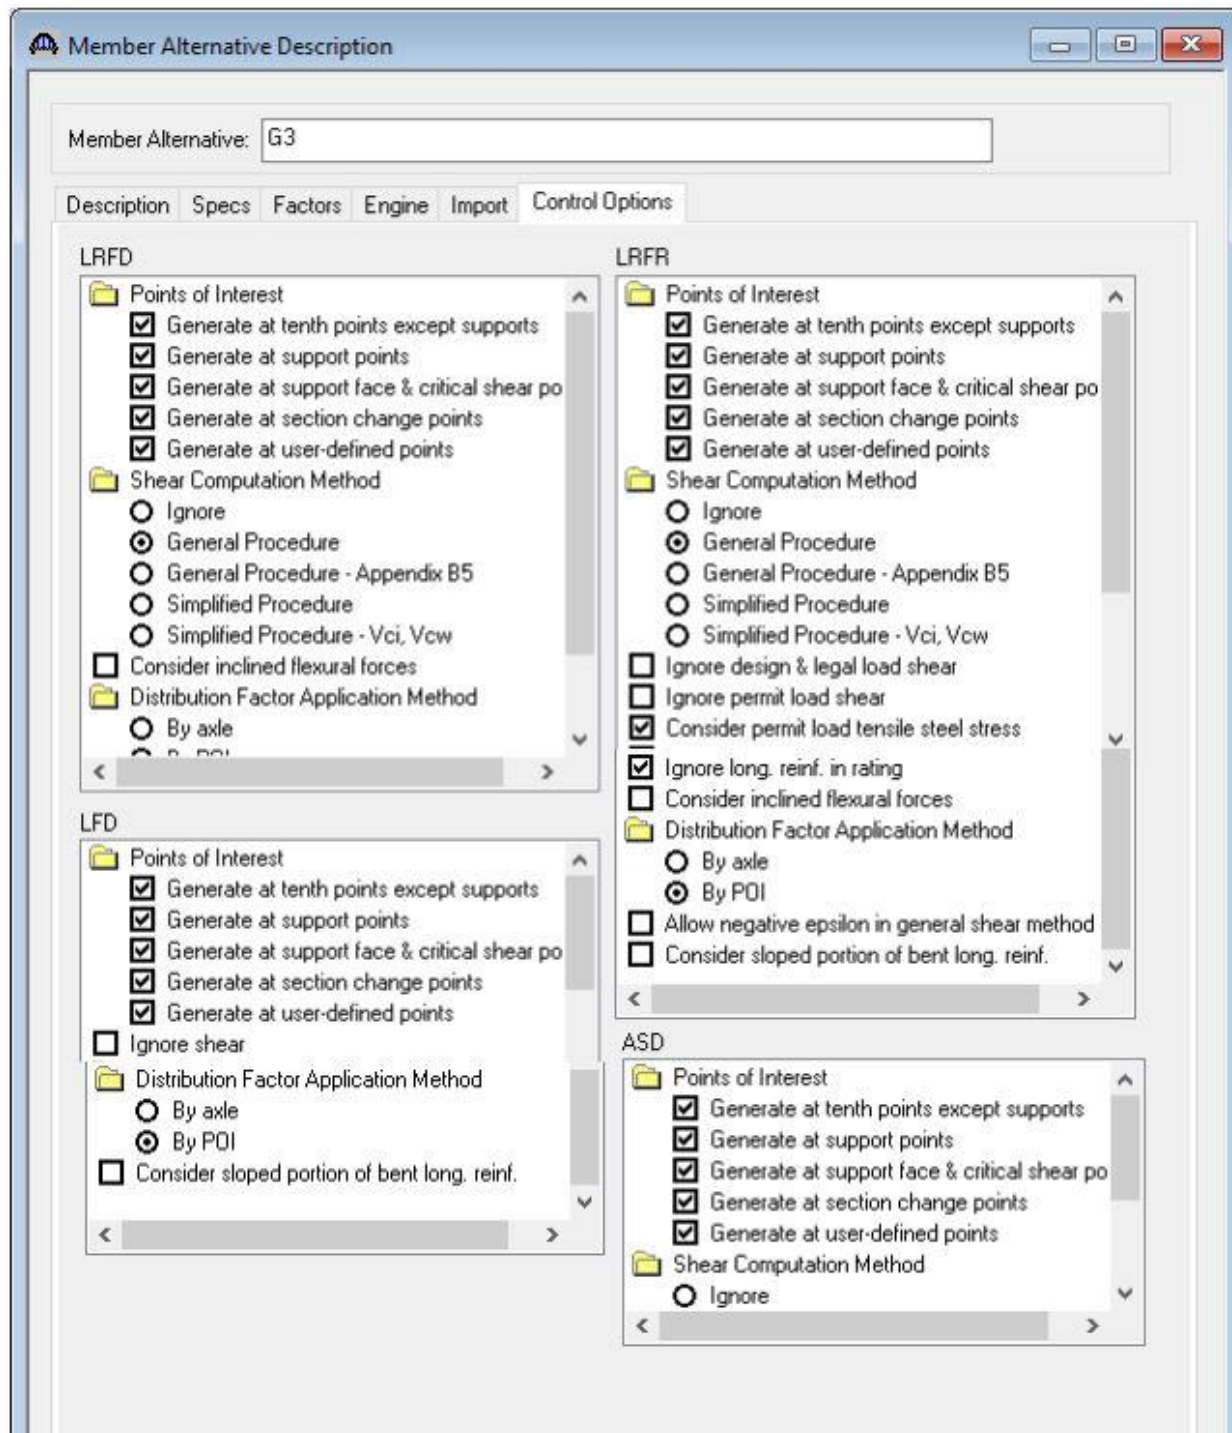 Member Alternative Description
Member Alternative: G3
Description Specs Factors Engine Import Control Options
LRFD
Points of Interest
Generate at tenth points except supports
Generate at support points
Generate at support face & critical shear po
Generate at section change points
Generate at user-defined points
Shear Computation Method
Ignore
General Procedure
General Procedure - Appendix B5
Simplified Procedure
Simplified Procedure - Vci, Vcw
Consider inclined flexural forces
Distribution Factor Application Method
By axle
LFD
Points of Interest
Generate at tenth points except supports
Generate at support points
Generate at support face & critical shear po
Generate at section change points
Generate at user-defined points
Ignore shear
Distribution Factor Application Method
By axle
By POI
Consider sloped portion of bent long. reinf.
LRFR
Points of Interest
Generate at tenth points except supports
Generate at support points
Generate at support face & critical shear po
Generate at section change points
Generate at user-defined points
Shear Computation Method
Ignore
General Procedure
General Procedure - Appendix B5
Simplified Procedure
Simplified Procedure - Vci, Vcw
Ignore design & legal load shear
Ignore permit load shear
Consider permit load tensile steel stress
Ignore long. reinf. in rating
Consider inclined flexural forces
Distribution Factor Application Method
By axle
By POI
Allow negative epsilon in general shear method
Consider sloped portion of bent long. reinf.
ASD
Points of Interest
Generate at tenth points except supports
Generate at support points
Generate at support face & critical shear po
Generate at section change points
Generate at user-defined points
Shear Computation Method
Ignore